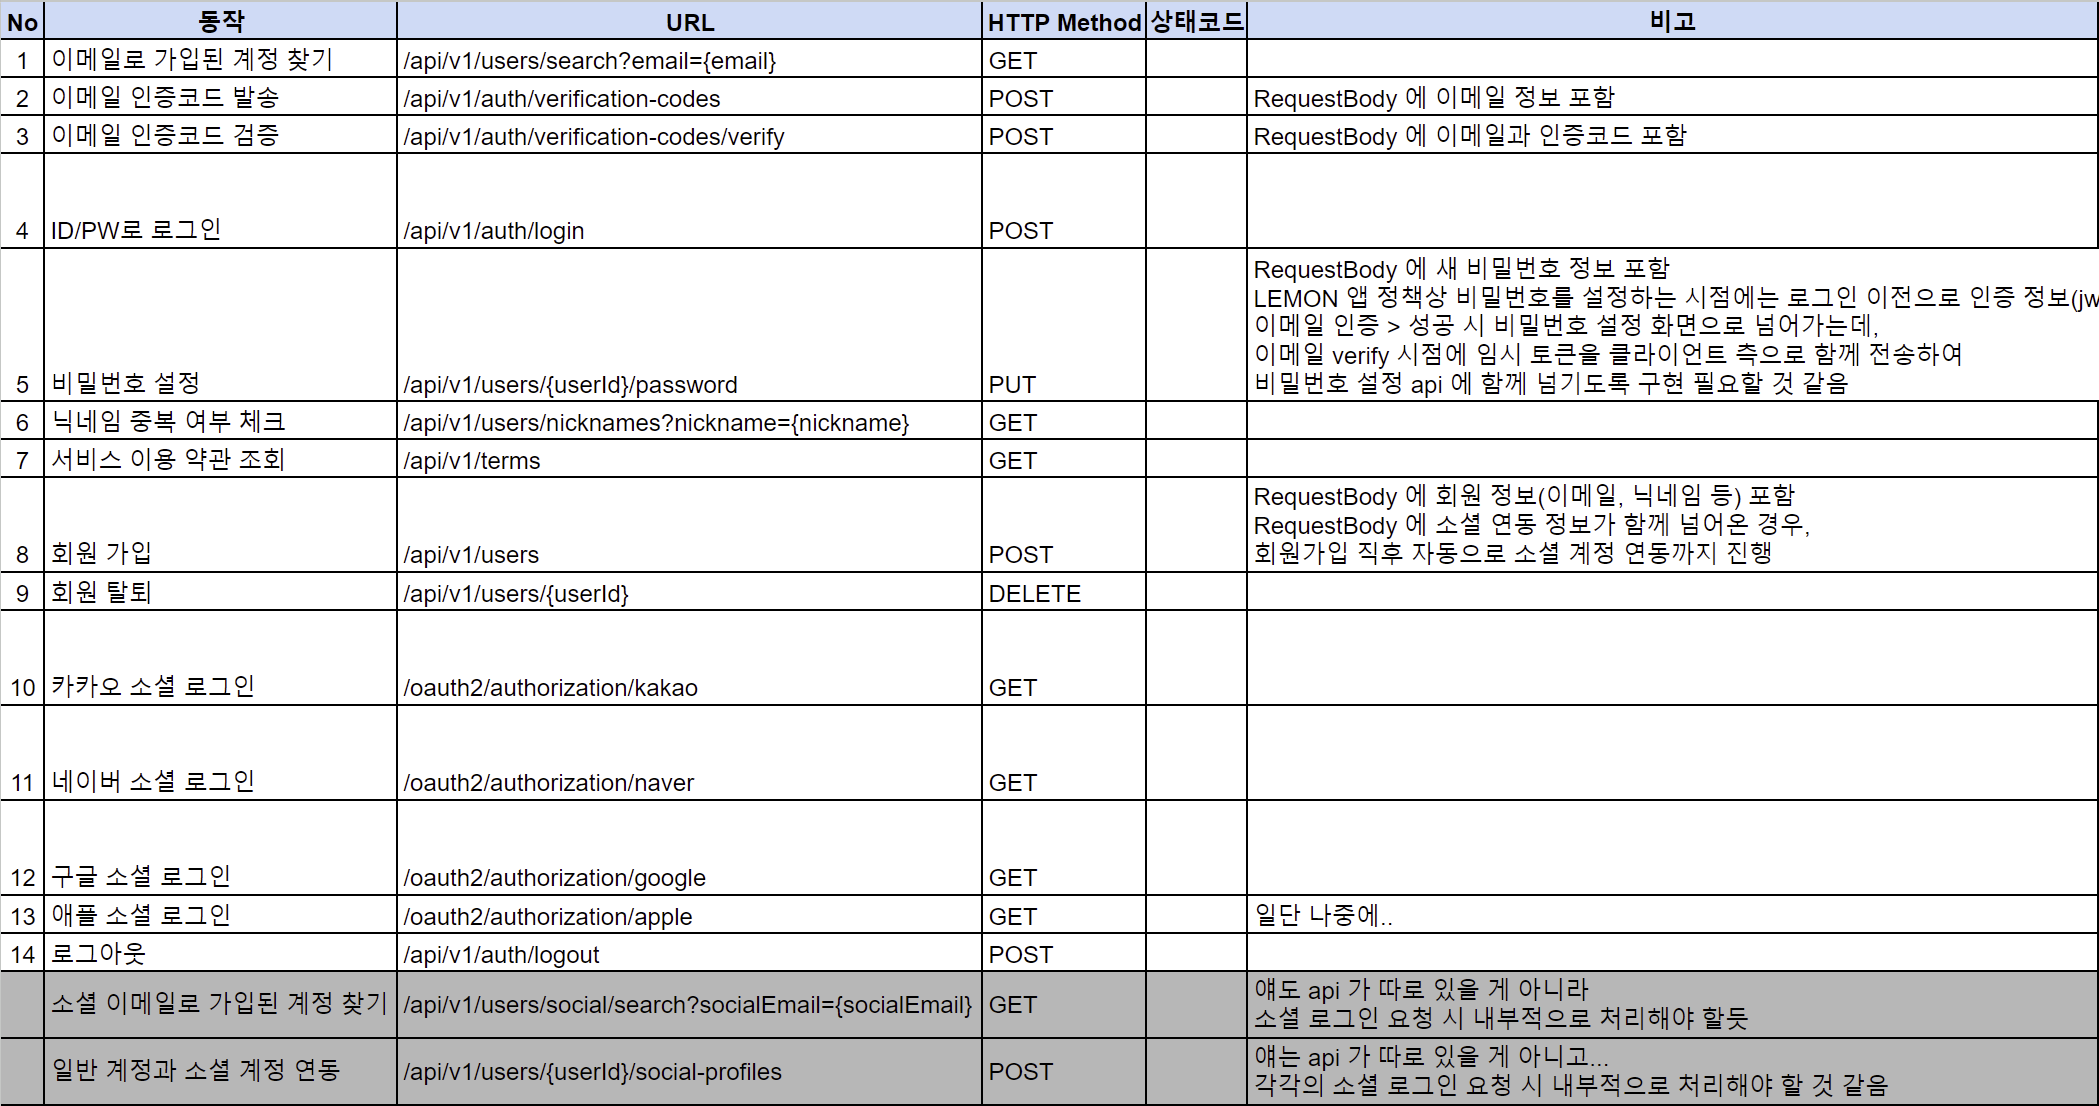 No 동작 URL HTTP Method 상태코드 비고
1 이메일로 가입된 계정 찾기 /api/v1/users/search?email={email} GET
2 이메일 인증코드 발송 /api/v1/auth/verification-codes POST RequestBody 에 이메일 정보 포함
3 이메일 인증코드 검증 /api/v1/auth/verification-codes/verify POST RequestBody 에 이메일과 인증코드 포함
4 ID/PW로 로그인 /api/v1/auth/login POST
RequestBody 에 새 비밀번호 정보 포함
LEMON 앱 정책상 비밀번호를 설정하는 시점에는 로그인 이전으로 인증 정보(jw
이메일 인증 > 성공 시 비밀번호 설정 화면으로 넘어가는데,
이메일 verify 시점에 임시 토큰을 클라이언트 측으로 함께 전송하여
5 비밀번호 설정 /api/v1/users/{userId}/password PUT 비밀번호 설정 api 에 함께 넘기도록 구현 필요할 것 같음
6 닉네임 중복 여부 체크 /api/v1/users/nicknames?nickname={nickname} GET
7 서비스 이용 약관 조회 /api/v1/terms GET
RequestBody 에 회원 정보(이메일, 닉네임 등) 포함
RequestBody 에 소셜 연동 정보가 함께 넘어온 경우,
8 회원 가입 /api/v1/users POST 회원가입 직후 자동으로 소셜 계정 연동까지 진행
9 회원 탈퇴 /api/v1/users/{userId} DELETE
10 카카오 소셜 로그인 /oauth2/authorization/kakao GET
11 네이버 소셜 로그인 /oauth2/authorization/naver GET
12 구글 소셜 로그인 /oauth2/authorization/google GET
13 애플 소셜 로그인 /oauth2/authorization/apple GET 일단 나중에..
14 로그아웃 /api/v1/auth/logout POST
소셜 이메일로 가입된 계정 찾기 /api/v1/users/social/search?socialEmail={socialEmail} GET 얘도 api 가 따로 있을 게 아니라
소셜 로그인 요청 시 내부적으로 처리해야 할듯
일반 계정과 소셜 계정 연동 /api/v1/users/{userId}/social-profiles POST 얘는 api 가 따로 있을 게 아니고...
각각의 소셜 로그인 요청 시 내부적으로 처리해야 할 것 같음